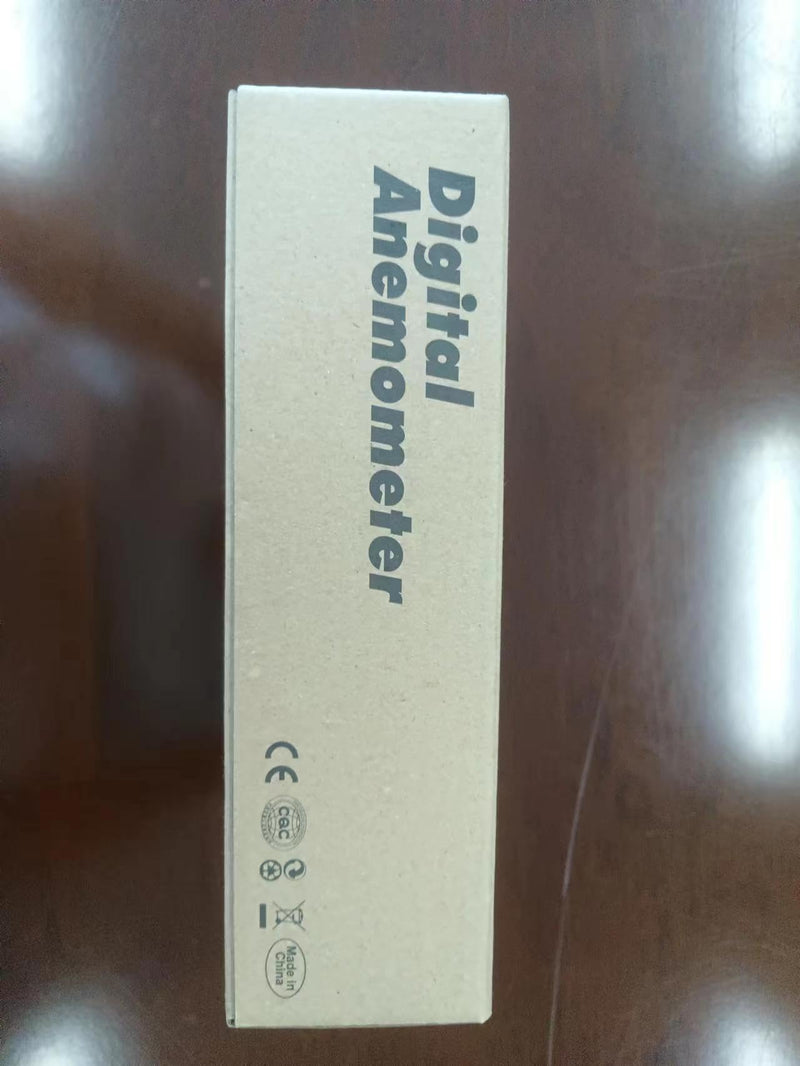 Digital
Anemometer
CE
CQC
Made in
China